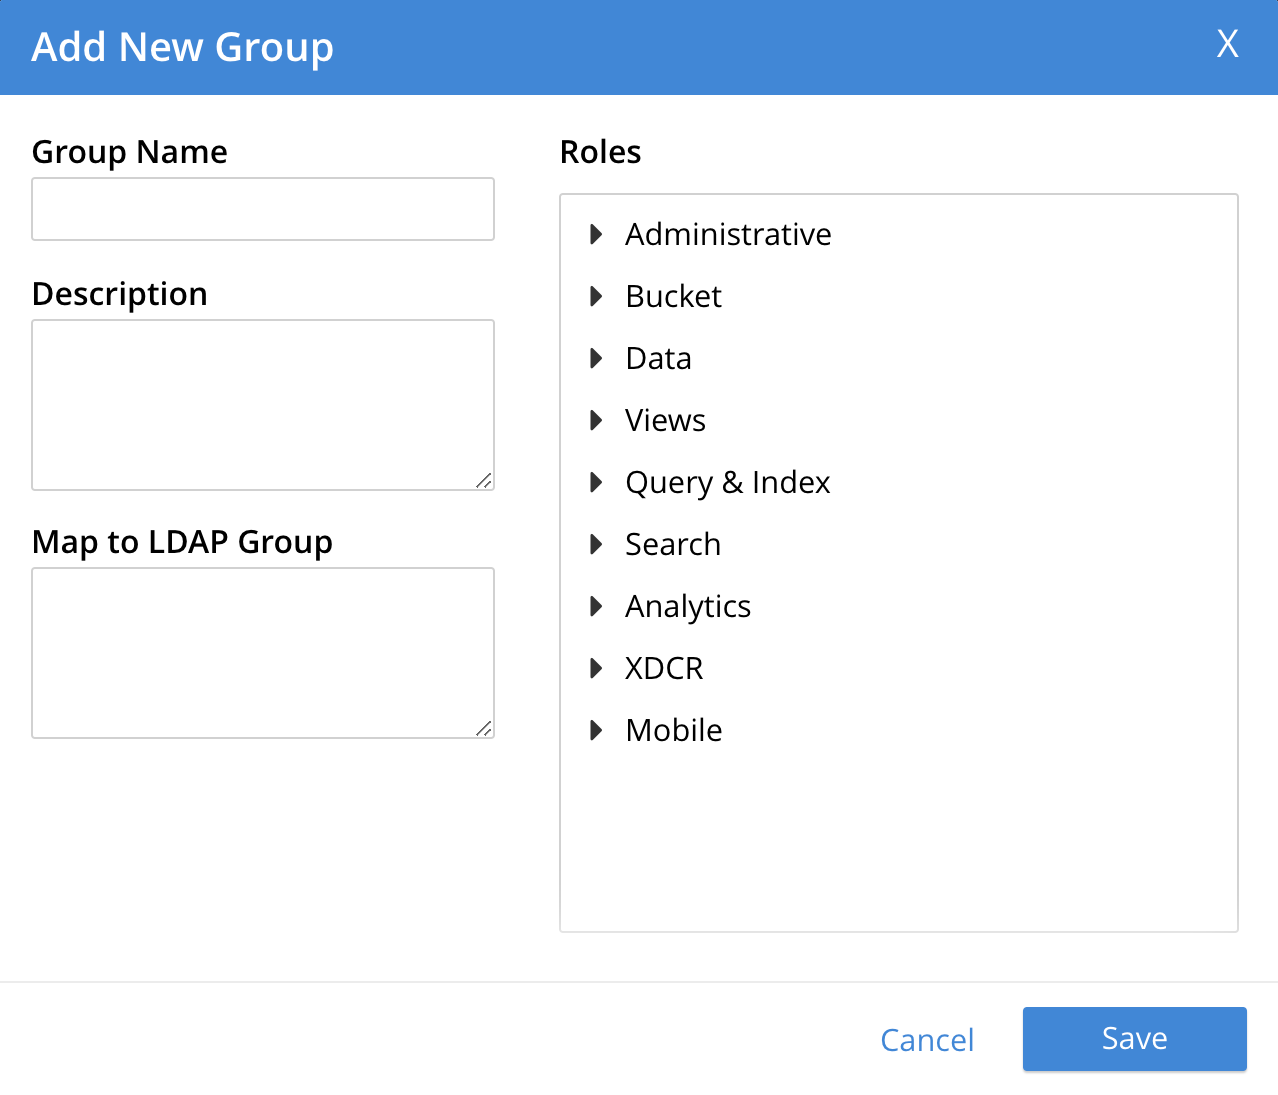 Add New Group
X
Group Name
Description
Map to LDAP Group
Roles
Administrative
Bucket
Data
Views
Query & Index
Search
Analytics
XDCR
Mobile
Cancel
Save